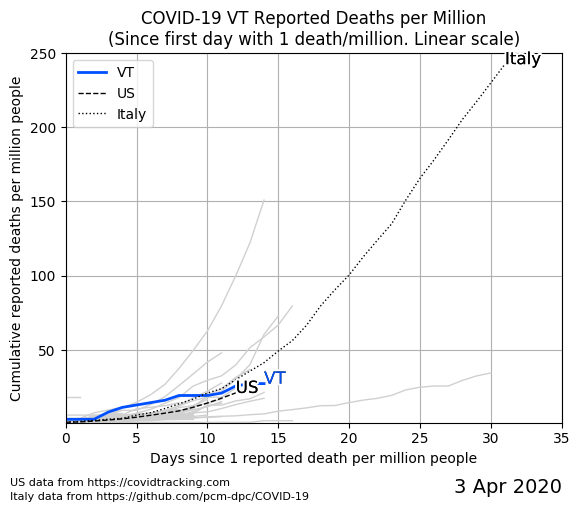 COVID-19 VT Reported Deaths per Million
(Since first day with 1 death/million. Linear scale)
Cumulative reported deaths per million people
250
200
150
100
50
VT
US
Italy
Italy
US
VT
0
5
10
15
20
25
30
35
Days since 1 reported death per million people
US data from https://covidtracking.com
Italy data from https://github.com/pcm-dpc/COVID-19
3 Apr 2020